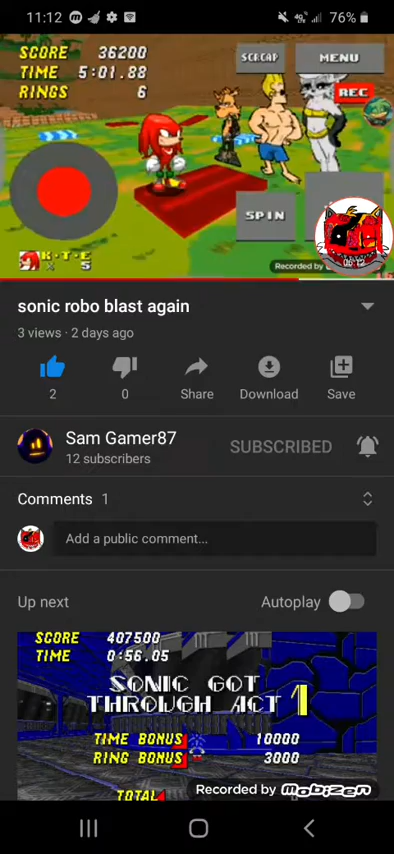 11:12
76%
SCORE 36200
TIME 5:01.88
RINGS 6
SCRCAP
MENU
REC
SPIN
K·T·E
5
Recorded by
sonic robo blast again
3 views · 2 days ago
2
0
Share
Download
Save
Sam Gamer87
12 subscribers
SUBSCRIBED
Comments 1
Add a public comment...
Up next
Autoplay
SCORE 407500
TIME 0:56.05
SONIC GOT
THROUGH ACT 1
TIME BONUS 10000
RING BONUS 3000
TOTAL
Recorded by mobizen